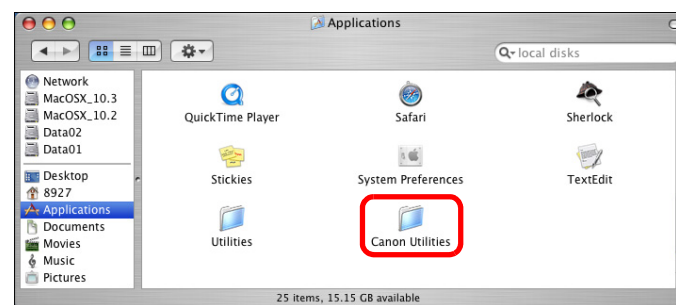 Applications
local disks
Network
MacOSX_10.3
MacOSX_10.2
Data02
Data01
Desktop
8927
Applications
Documents
Movies
Music
Pictures
QuickTime Player
Safari
Sherlock
Stickies
System Preferences
TextEdit
Utilities
Canon Utilities
25 items, 15.15 GB available